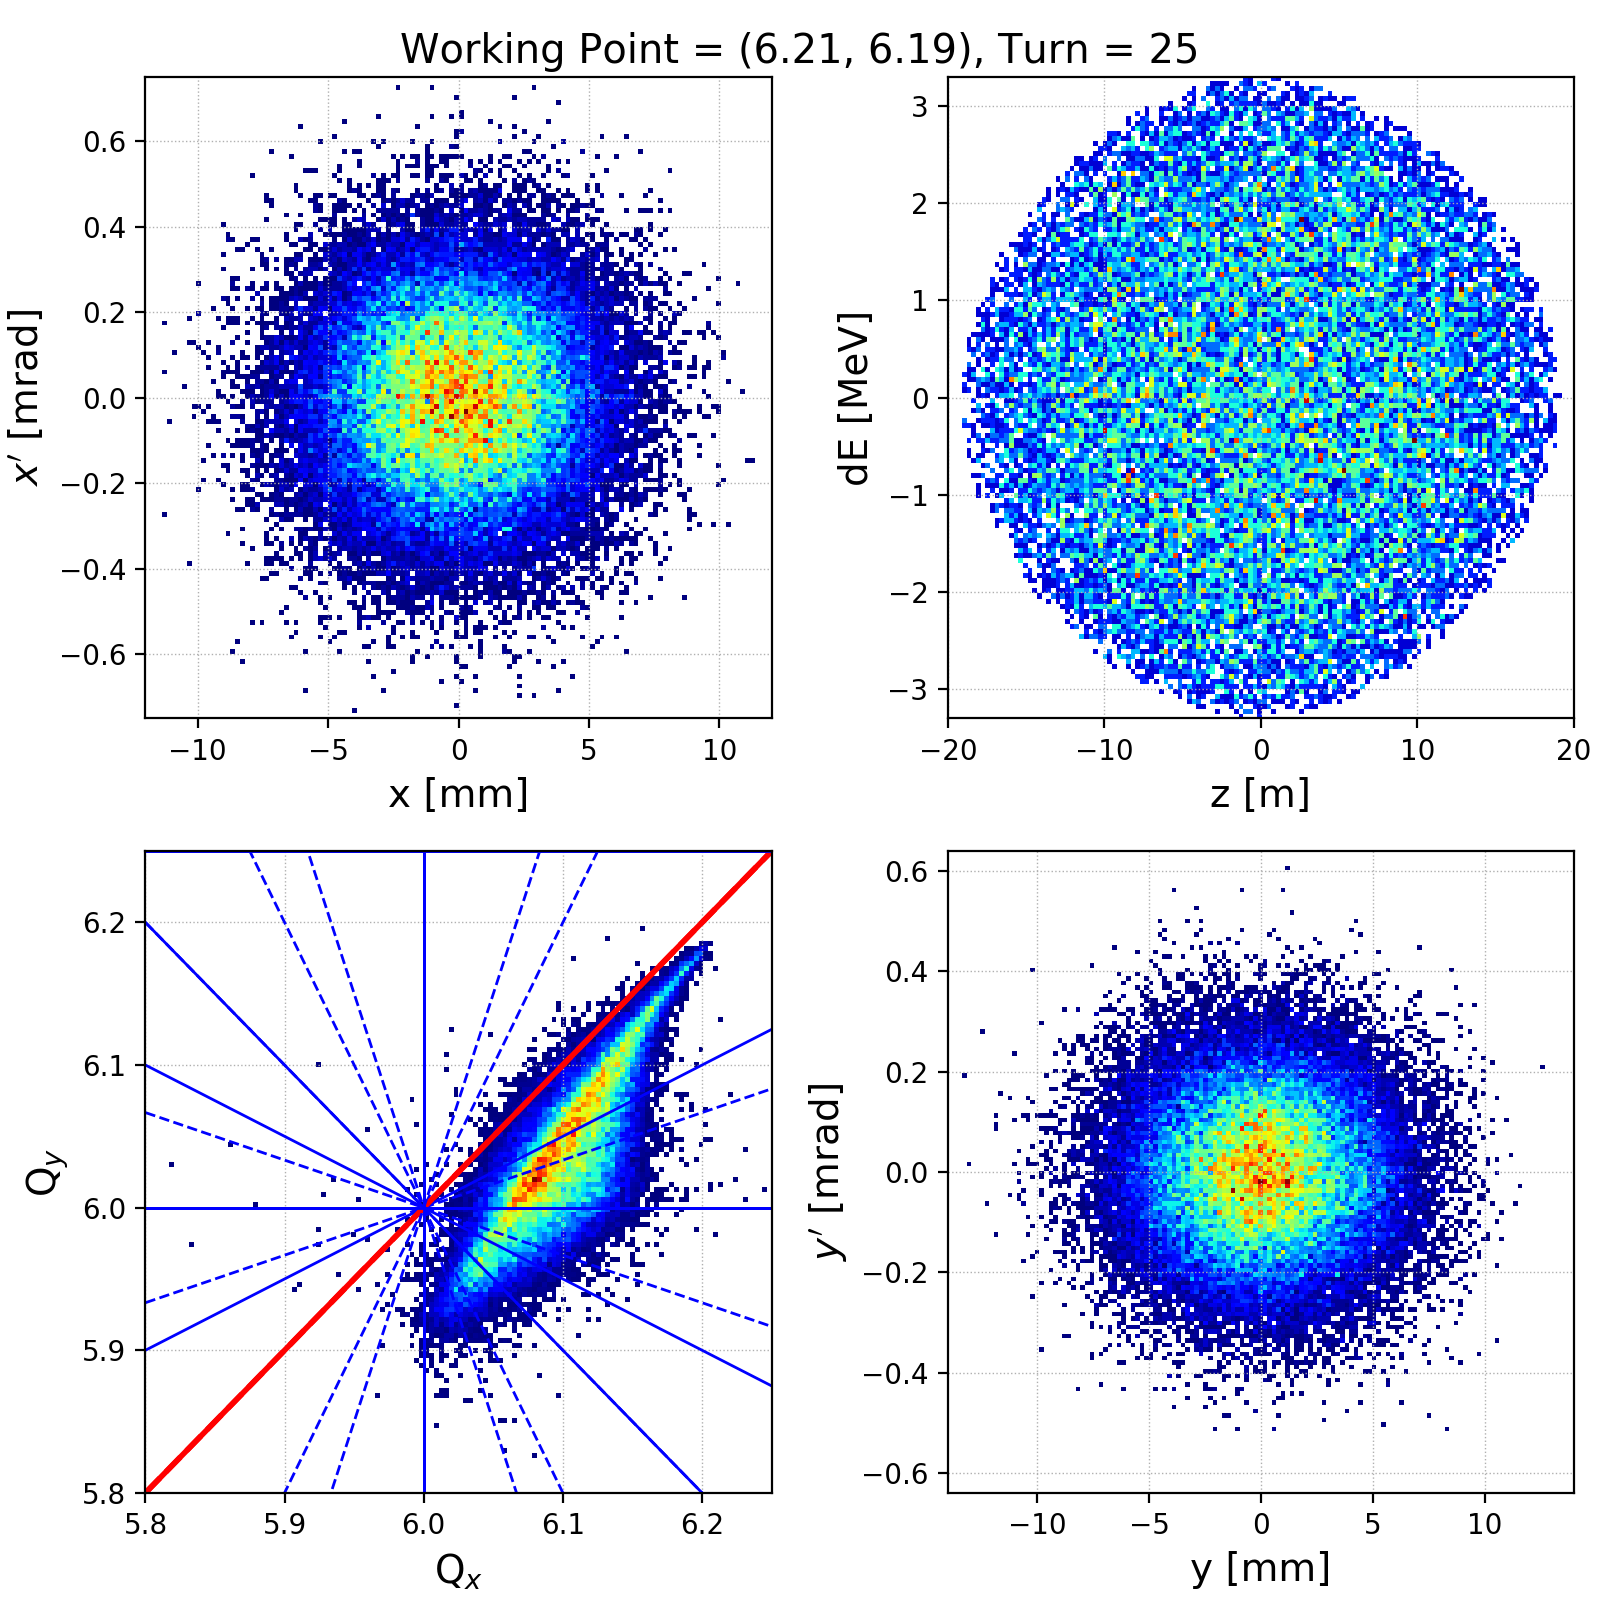 Working Point = (6.21, 6.19), Turn = 25
0.6
0.4
0.2
0.0
−0.2
−0.4
−0.6
x′ [mrad]
−10 −5 0 5 10
x [mm]
3
2
1
0
−1
−2
−3
dE [MeV]
−20 −10 0 10 20
z [m]
6.2
6.1
6.0
5.9
5.8
Qy
5.8 5.9 6.0 6.1 6.2
Qx
0.6
0.4
0.2
0.0
−0.2
−0.4
−0.6
y′ [mrad]
−10 −5 0 5 10
y [mm]